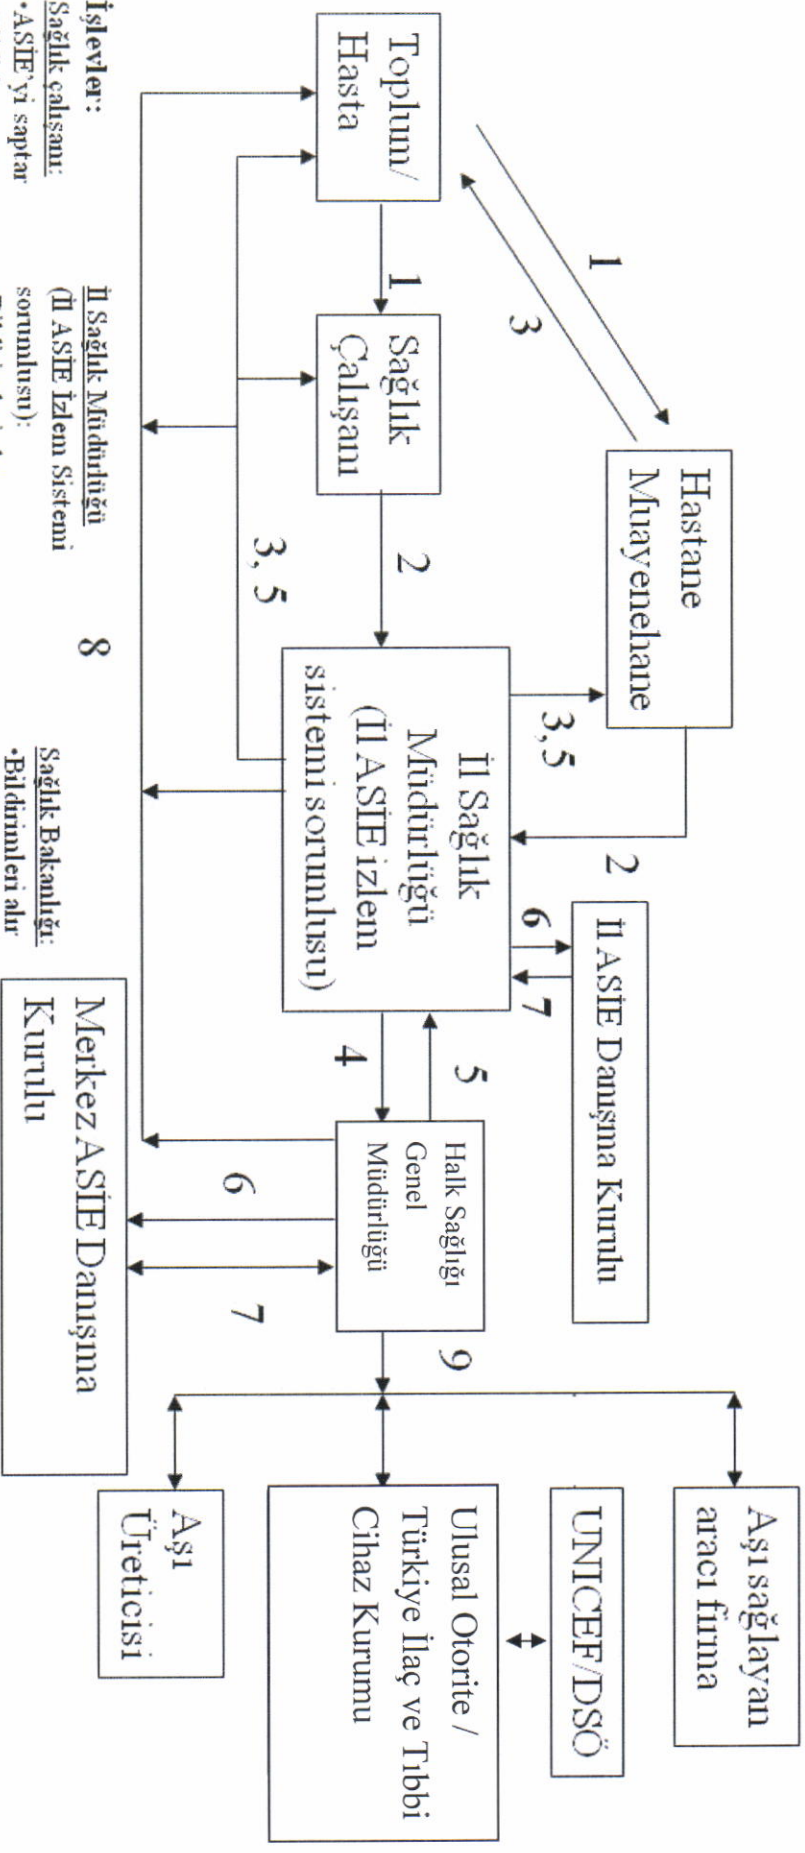 Aşı sağlayan
aracı firma
UNICEF/DSÖ
Hastane
Muayenehane
1
3
2
İl ASİE Danışma Kurulu
3, 5
6
7
Ulusal Otorite /
Türkiye İlaç ve Tıbbi
Cihaz Kurumu
Toplum/
Hasta
1
Sağlık
Çalışanı
2
İl Sağlık
Müdürlüğü
(İl ASİE izlem
sistemi sorumlusu)
5
4
Halk Sağlığı
Genel
Müdürlüğü
9
3, 5
6
7
Aşı
Üreticisi
8
Merkez ASİE Danışma
Kurulu
İşlevler:
Sağlık çalışanı:
•ASİE'yi saptar
İl Sağlık Müdürlüğü
(İl ASİE İzlem Sistemi
sorumlusu):
Sağlık Bakanlığı:
•Bildirimleri alır